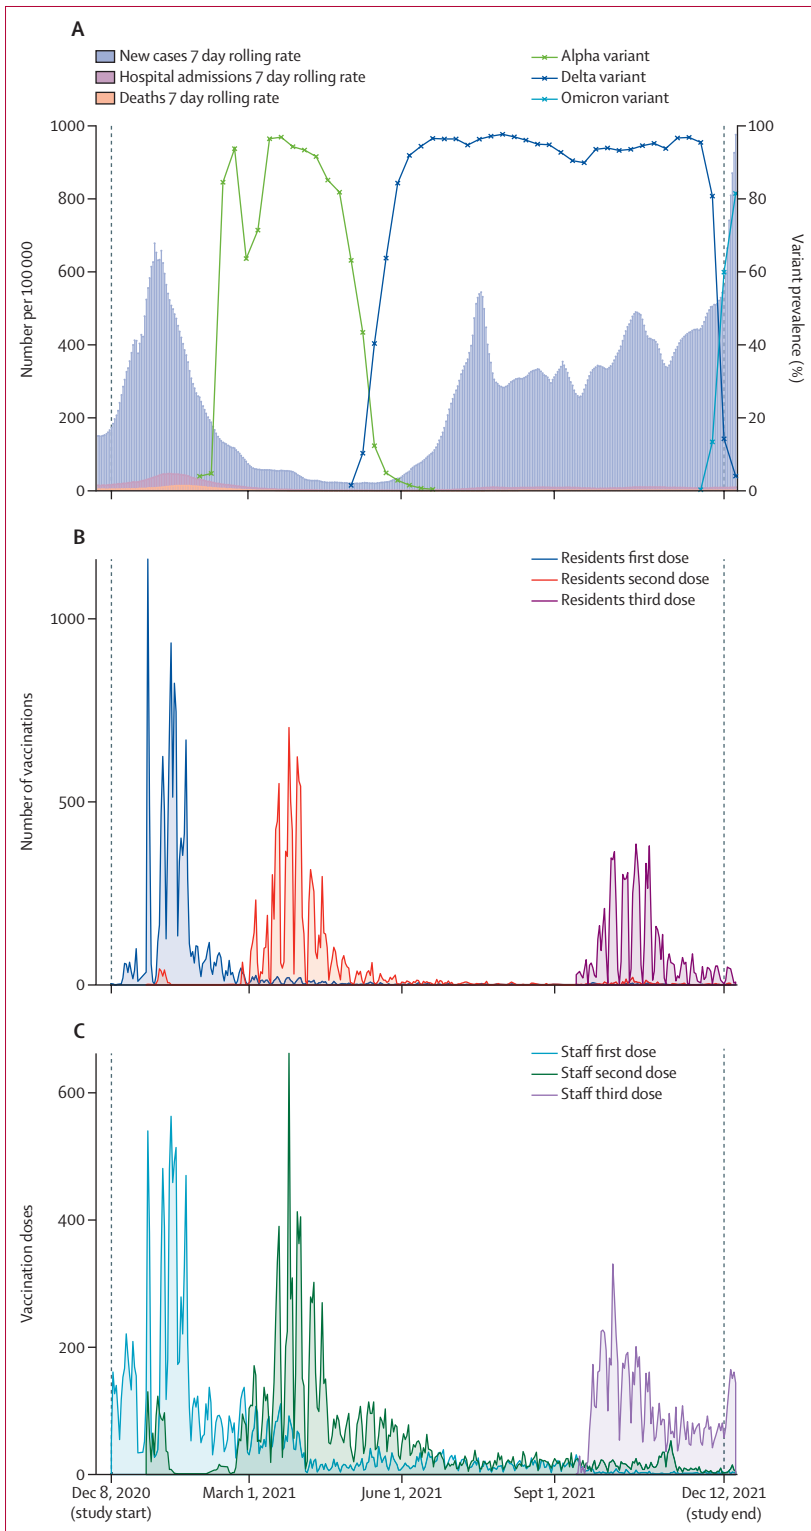 A
New cases 7 day rolling rate
Hospital admissions 7 day rolling rate
Deaths 7 day rolling rate
Alpha variant
Delta variant
Omicron variant
1000
800
600
400
200
0
Number per 100 000
100
80
60
40
20
0
Variant prevalence (%)
B
Residents first dose
Residents second dose
Residents third dose
1000
500
0
Number of vaccinations
C
Staff first dose
Staff second dose
Staff third dose
600
400
200
0
Vaccination doses
Dec 8, 2020
(study start)
March 1, 2021
June 1, 2021
Sept 1, 2021
Dec 12, 2021
(study end)